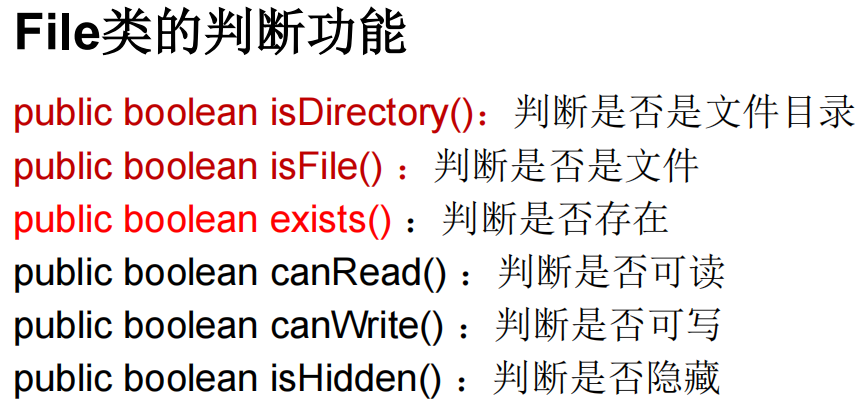 File类的判断功能
public boolean isDirectory()：判断是否是文件目录
public boolean isFile() ：判断是否是文件
public boolean exists() ：判断是否存在
public boolean canRead() ：判断是否可读
public boolean canWrite() ：判断是否可写
public boolean isHidden() ：判断是否隐藏